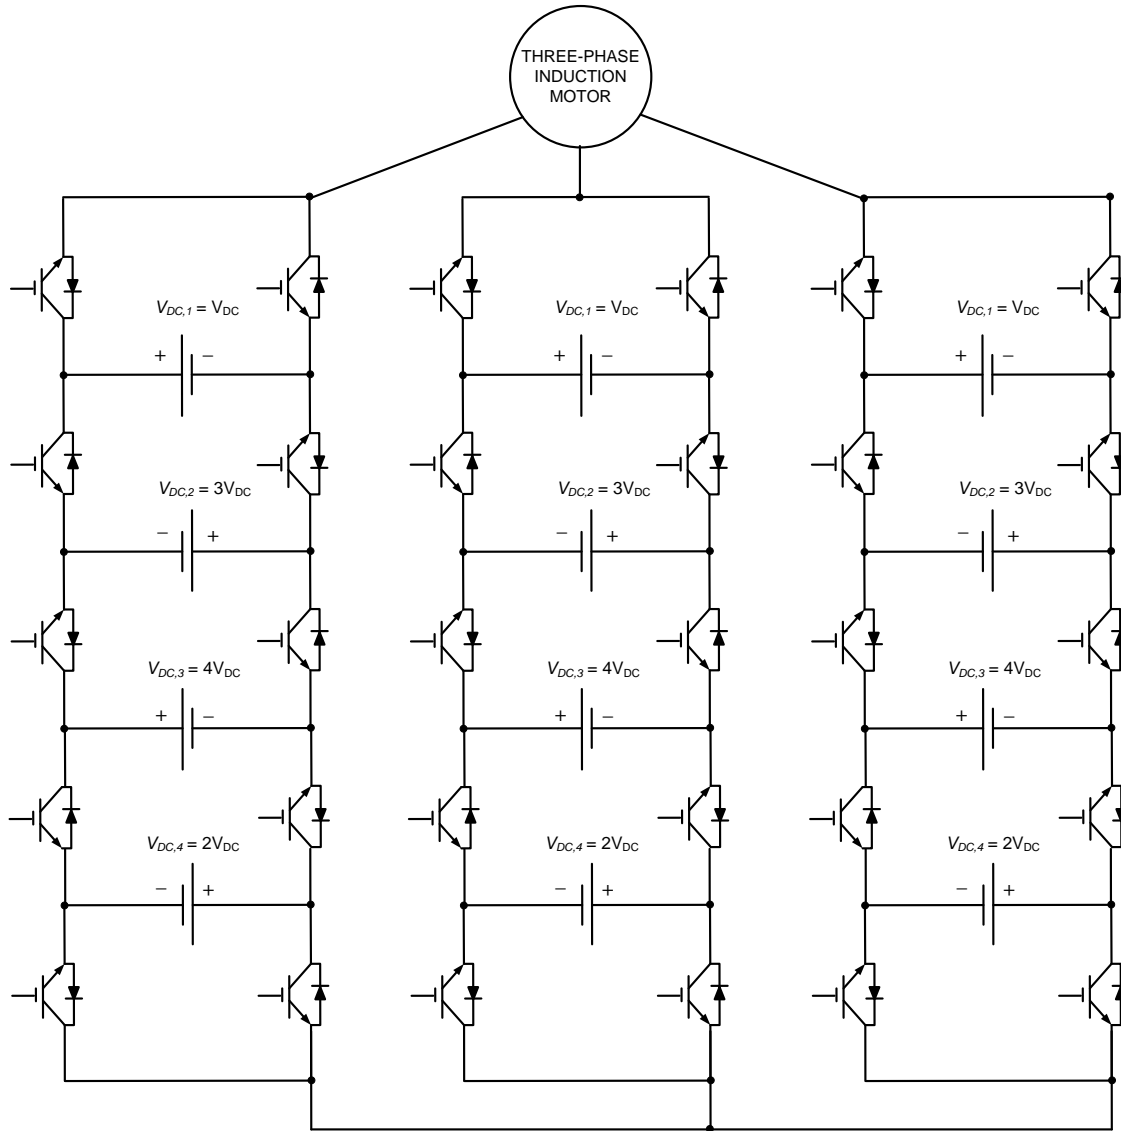 THREE-PHASE
INDUCTION
MOTOR
V_DC,1 = V_DC
V_DC,1 = V_DC
V_DC,1 = V_DC
+ −
+ −
+ −
V_DC,2 = 3V_DC
V_DC,2 = 3V_DC
V_DC,2 = 3V_DC
− +
− +
− +
V_DC,3 = 4V_DC
V_DC,3 = 4V_DC
V_DC,3 = 4V_DC
+ −
+ −
+ −
V_DC,4 = 2V_DC
V_DC,4 = 2V_DC
V_DC,4 = 2V_DC
− +
− +
− +